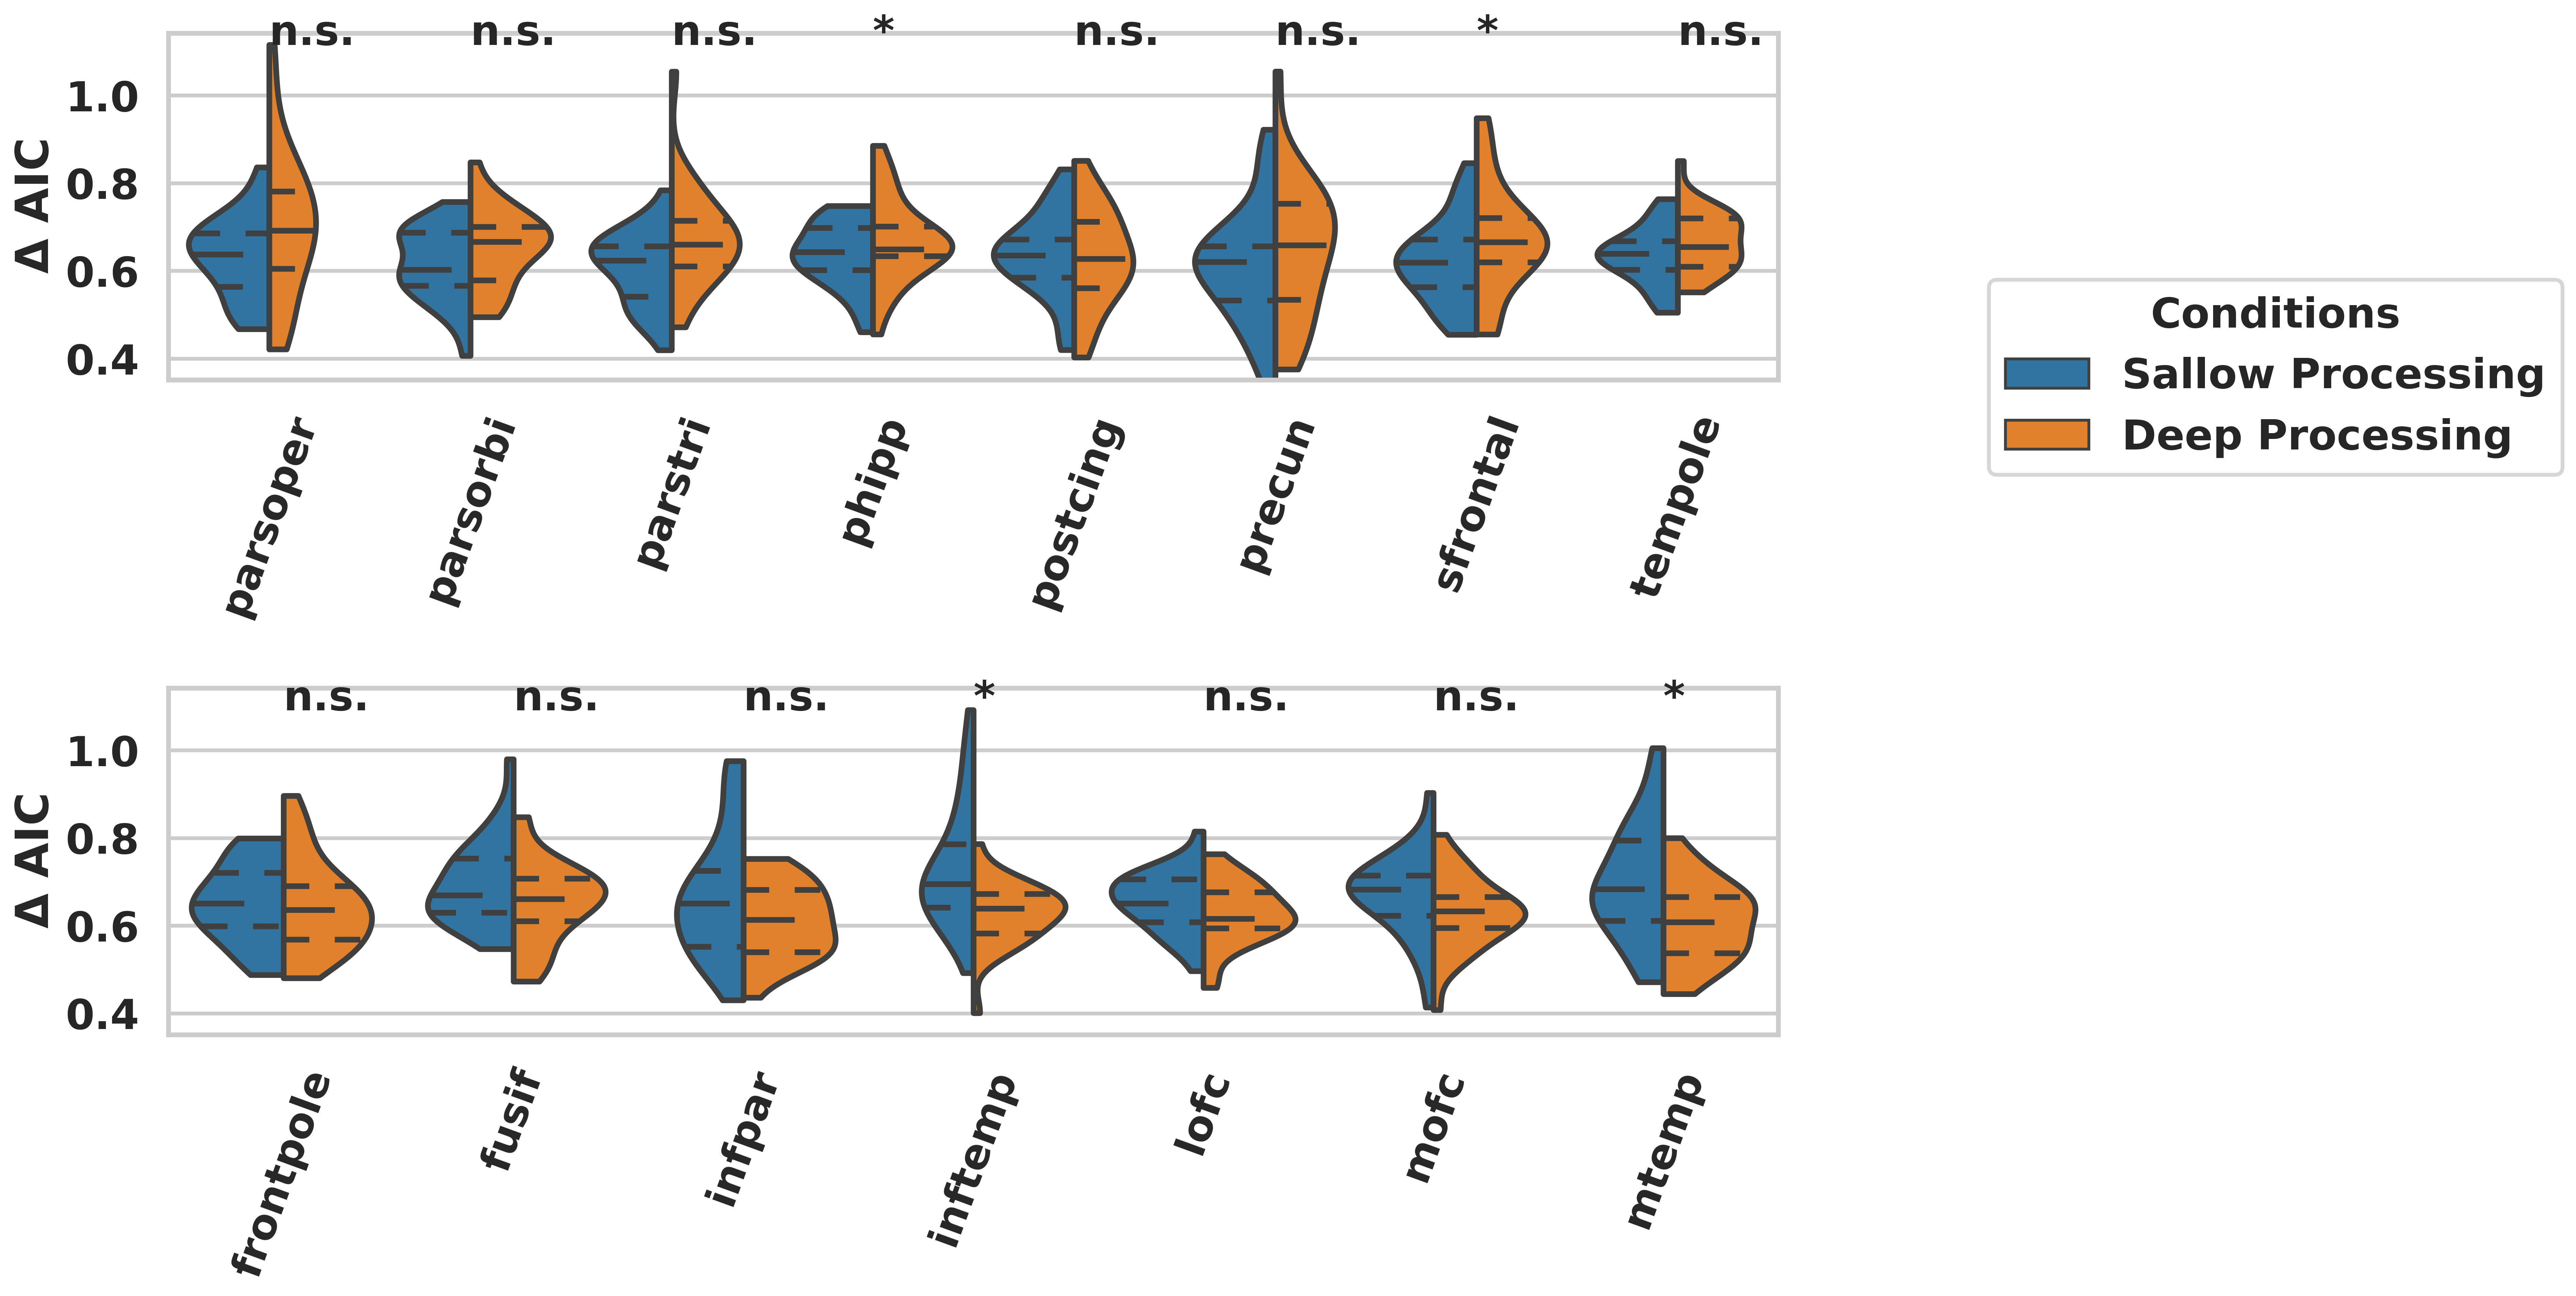 n.s. n.s. n.s. * n.s. n.s. * n.s.
Δ AIC
1.0
0.8
0.6
0.4
parsoper parsorbi parstri phipp postcing precun sfrontal tempole
Conditions
Sallow Processing
Deep Processing
n.s. n.s. n.s. * n.s. n.s. *
Δ AIC
1.0
0.8
0.6
0.4
frontpole fusif infpar inftemp lofc mofc mtemp